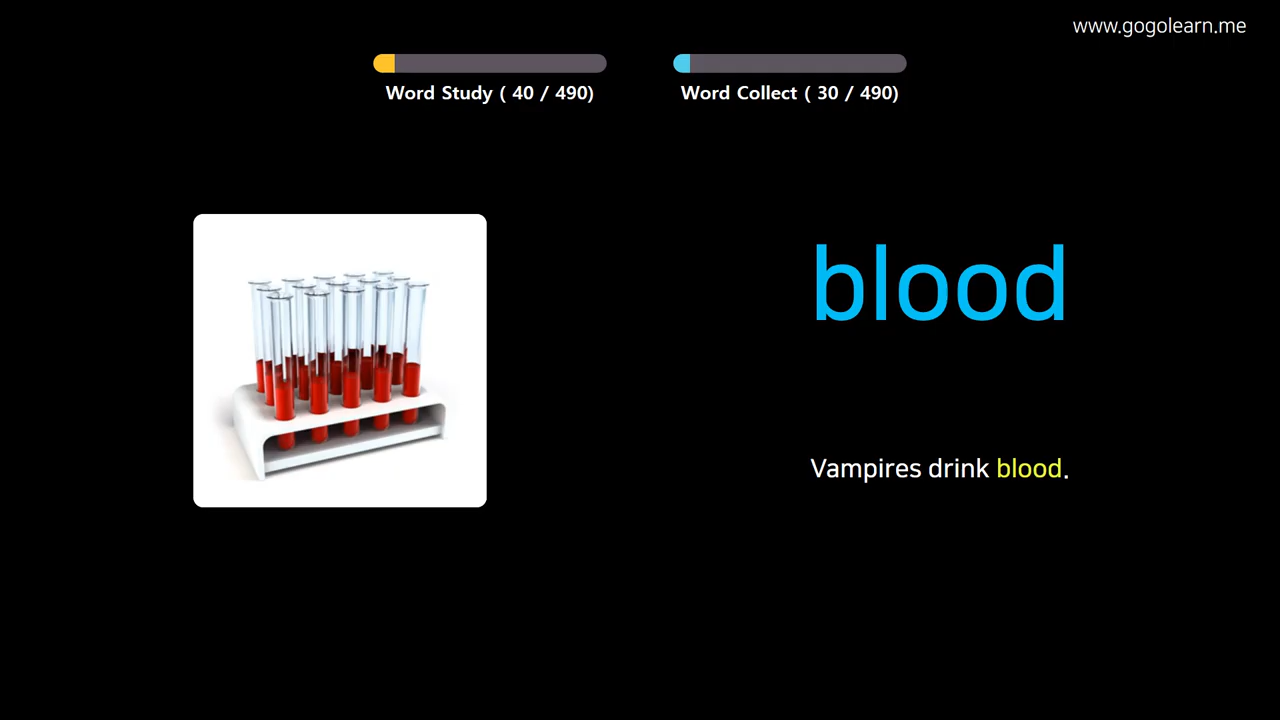 www.gogolearn.me
Word Study ( 40 / 490)
Word Collect ( 30 / 490)
blood
Vampires drink blood.